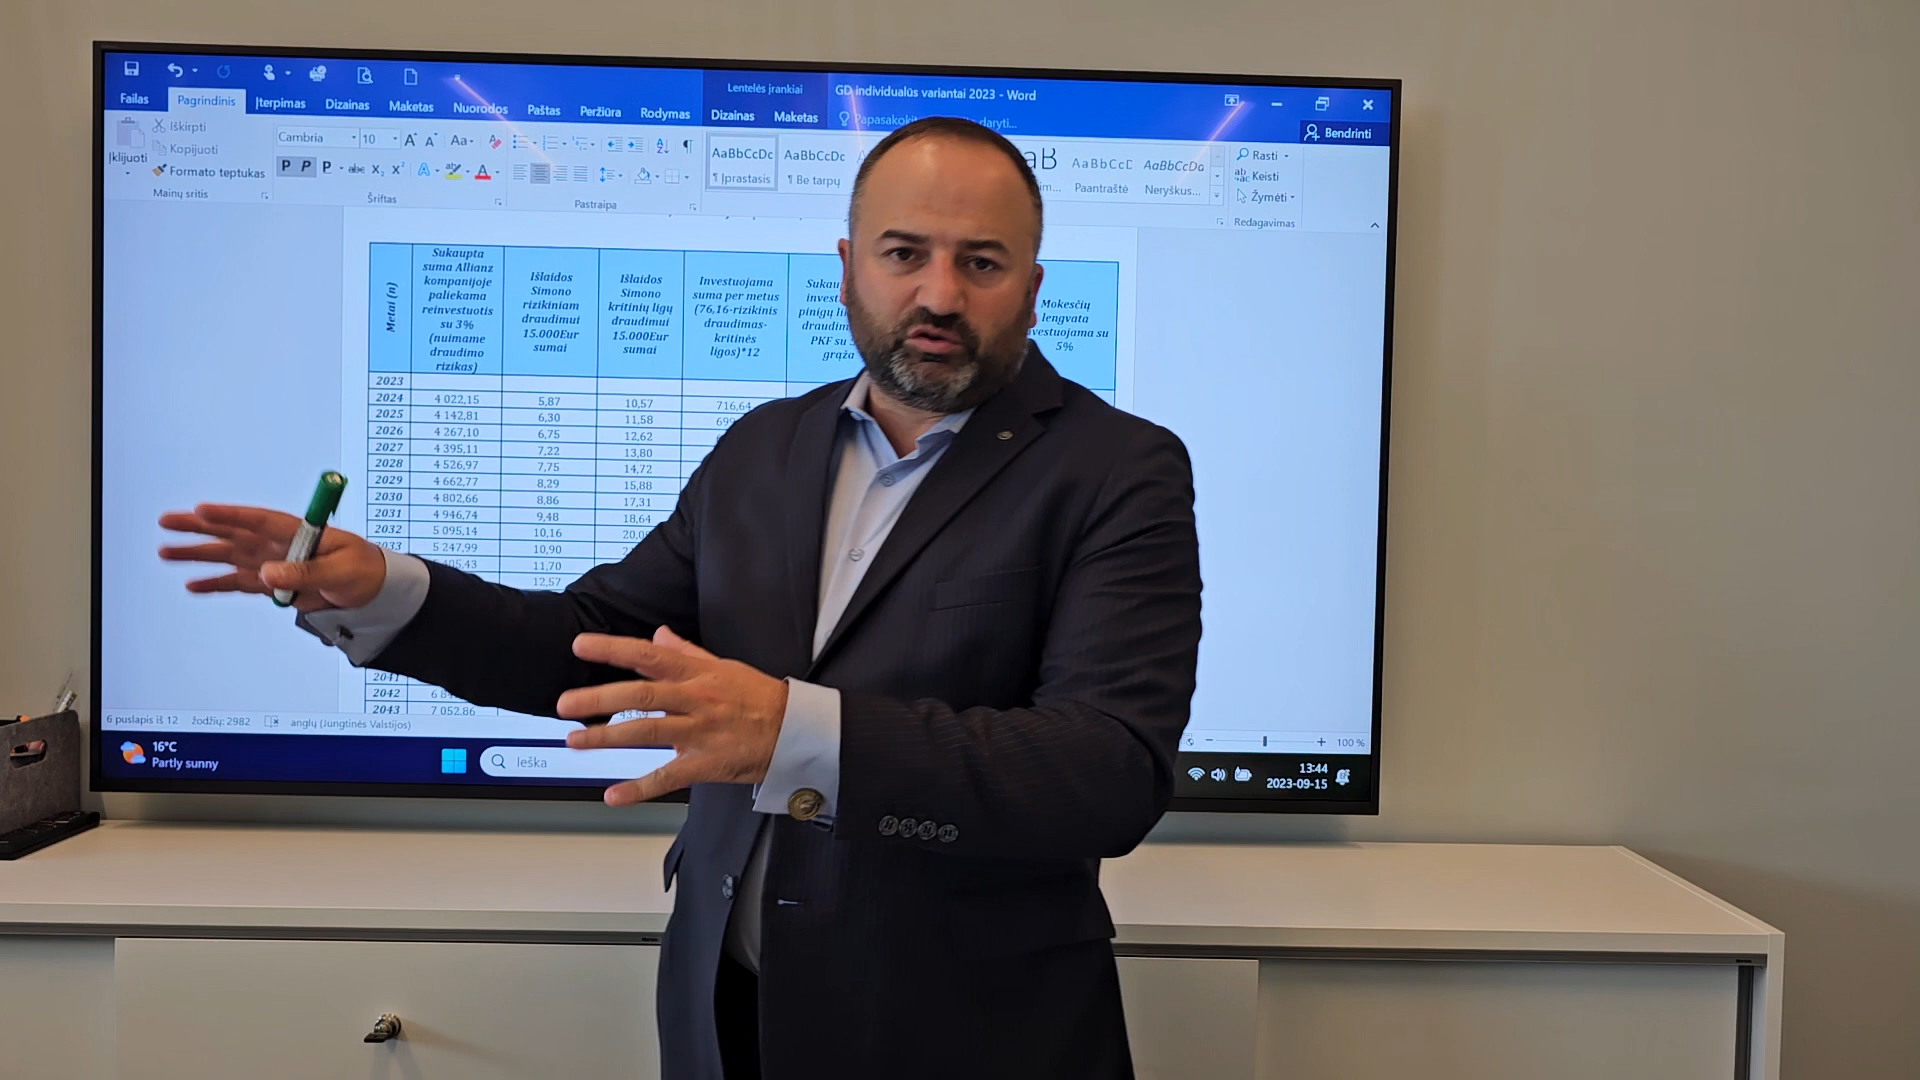 GD individualūs variantai 2023 - Word
Lentelės įrankiai
Failas Pagrindinis Įterpimas Dizainas Maketas Nuorodos Paštas Peržiūra Rodymas Dizainas Maketas
Bendrinti
Įklijuoti
Iškirpti
Kopijuoti
Formato teptukas
Mainų sritis
Cambria 10
Šriftas
Pastraipa
AaBbCcDc AaBbCcDc AaBbCcC AaBbCcDa
¶ Įprastasis ¶ Be tarpų Paantraštė Neryškus...
Rasti
Keisti
Žymėti
Redagavimas
Metai (n)
Sukaupta
suma Allianz
kompanijoje
paliekama
reinvestuotis
su 3%
(nuimame
draudimo
rizikas)
Išlaidos
Simono
rizikiniam
draudimui
15.000Eur
sumai
Išlaidos
Simono
kritinių ligų
draudimui
15.000Eur
sumai
Investuojama
suma per metus
(76,16-rizikinis
draudimas-
kritinės
ligos)*12
Mokesčių
lengvata
su
5%
2023
2024 4 022,15 5,87 10,57 716,64
2025 4 142,81 6,30 11,58
2026 4 267,10 6,75 12,62
2027 4 395,11 7,22 13,80
2028 4 526,97 7,75 14,72
2029 4 662,77 8,29 15,88
2030 4 802,66 8,86 17,31
2031 4 946,74 9,48 18,64
2032 5 095,14 10,16
2033 5 247,99 10,90
11,70
12,57
2041
2042
2043 7 052,86
6 puslapis iš 12 žodžių: 2982 anglų (Jungtinės Valstijos)
100 %
16°C
Partly sunny
Ieška
13:44
2023-09-15